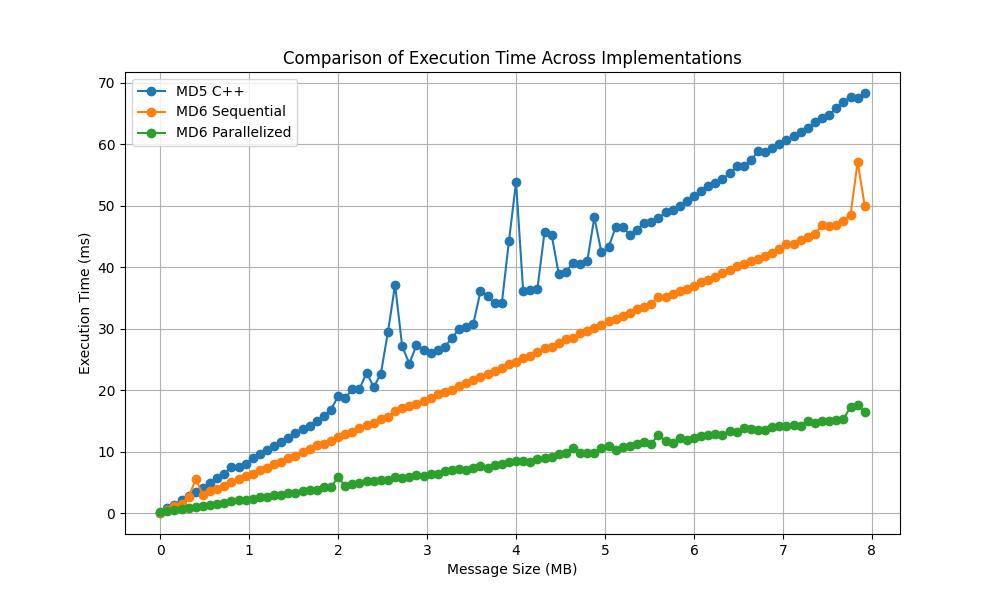 Comparison of Execution Time Across Implementations
MD5 C++
MD6 Sequential
MD6 Parallelized
Execution Time (ms)
70
60
50
40
30
20
10
0
0 1 2 3 4 5 6 7 8
Message Size (MB)